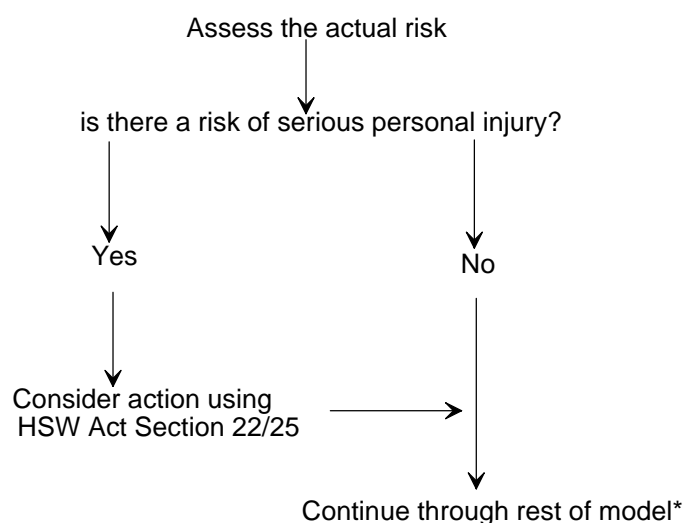 Assess the actual risk
is there a risk of serious personal injury?
Yes
No
Consider action using
HSW Act Section 22/25
Continue through rest of model*